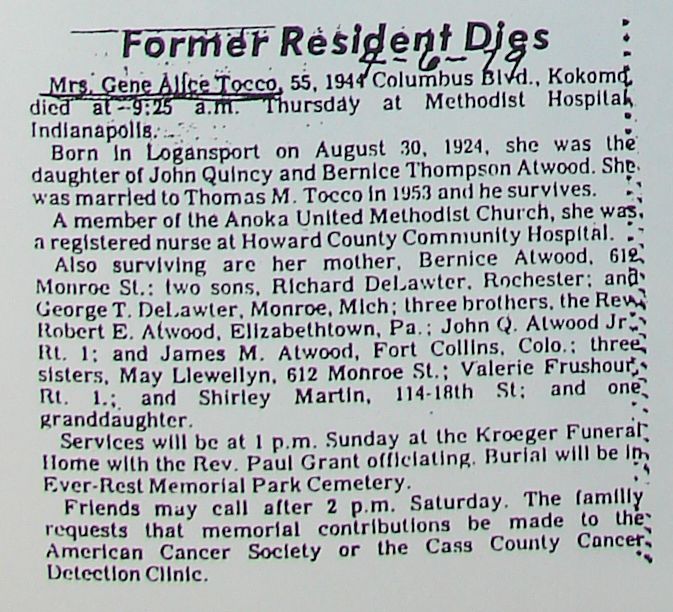 Former Resident Dies
Mrs. Gene Alice Tocco, 55, 1944 Columbus Blvd., Kokomo,
died at 9:25 a.m. Thursday at Methodist Hospital,
Indianapolis.
Born in Logansport on August 30, 1924, she was the
daughter of John Quincy and Bernice Thompson Atwood. She
was married to Thomas M. Tocco in 1953 and he survives.
A member of the Anoka United Methodist Church, she was
a registered nurse at Howard County Community Hospital.
Also surviving are her mother, Bernice Atwood, 612
Monroe St.; two sons, Richard DeLawter, Rochester; and
George T. DeLawter, Monroe, Mich; three brothers, the Rev.
Robert E. Atwood, Elizabethtown, Pa.; John Q. Atwood Jr.,
Rt. 1; and James M. Atwood, Fort Collins, Colo.; three
sisters, May Llewellyn, 612 Monroe St.; Valerie Frushour,
Rt. 1.; and Shirley Martin, 114-18th St; and one
granddaughter.
Services will be at 1 p.m. Sunday at the Kroeger Funeral
Home with the Rev. Paul Grant officiating. Burial will be in
Ever-Rest Memorial Park Cemetery.
Friends may call after 2 p.m. Saturday. The familly
requests that memorial contributions be made to the
American Cancer Society or the Cass County Cancer
Detection Clinic.